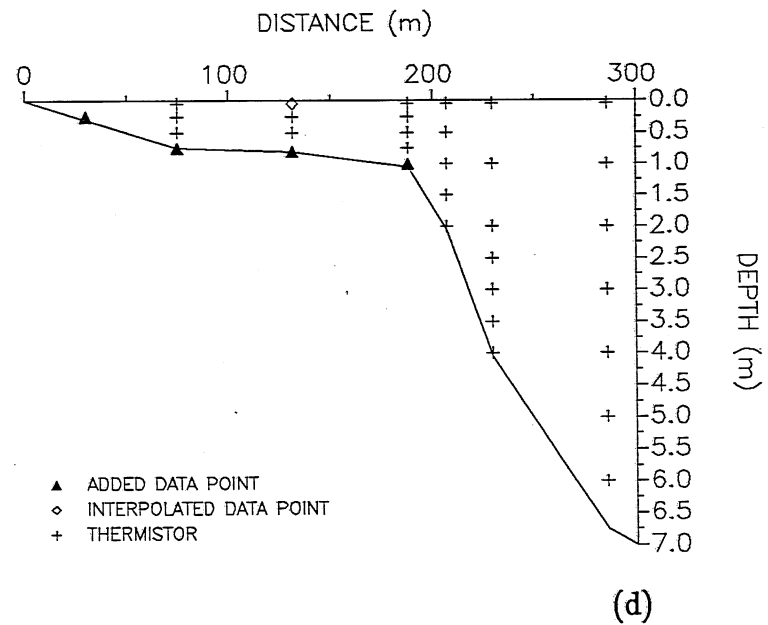 DISTANCE (m)
0 100 200 300
0.0
0.5
1.0
1.5
2.0
2.5
3.0
3.5
4.0
4.5
5.0
5.5
6.0
6.5
7.0
DEPTH (m)
ADDED DATA POINT
INTERPOLATED DATA POINT
THERMISTOR
(d)